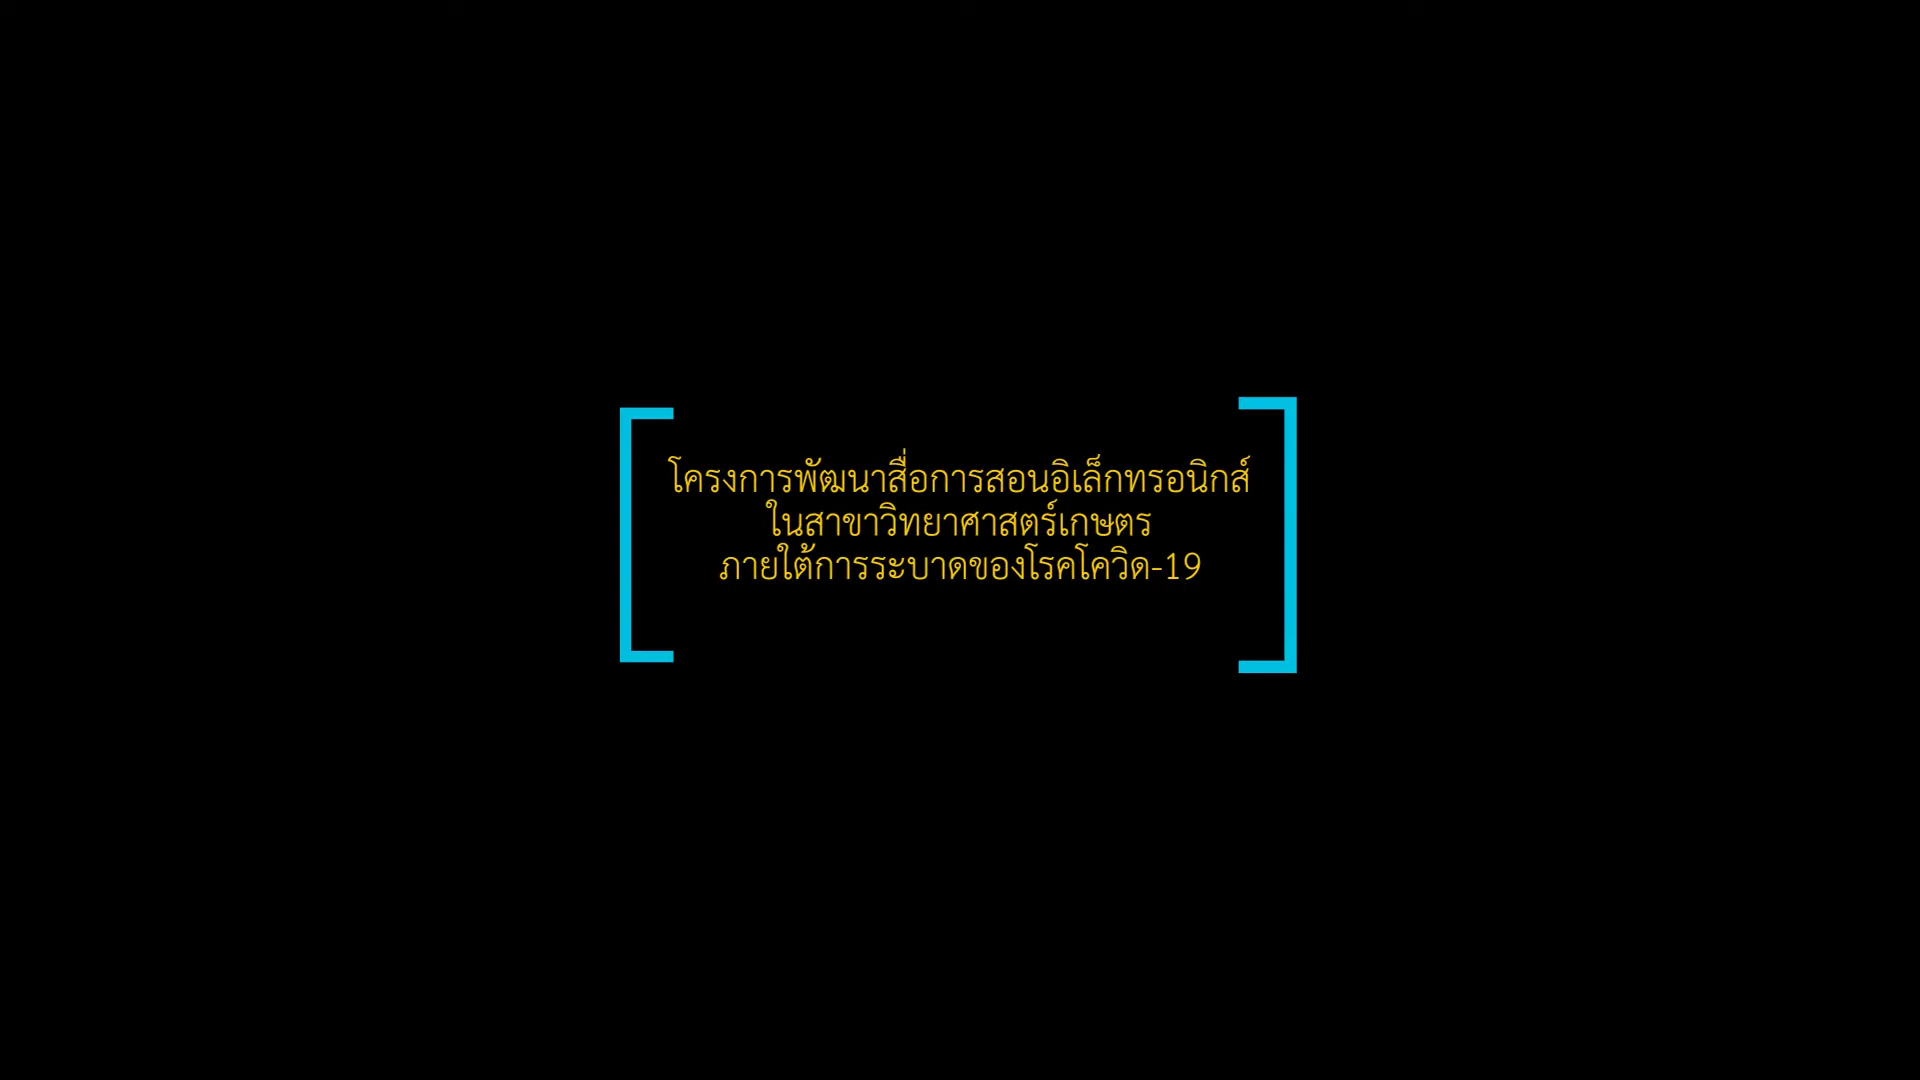 โครงการพัฒนาสื่อการสอนอิเล็กทรอนิกส์
ในสาขาวิทยาศาสตร์เกษตร
ภายใต้การระบาดของโรคโควิด-19